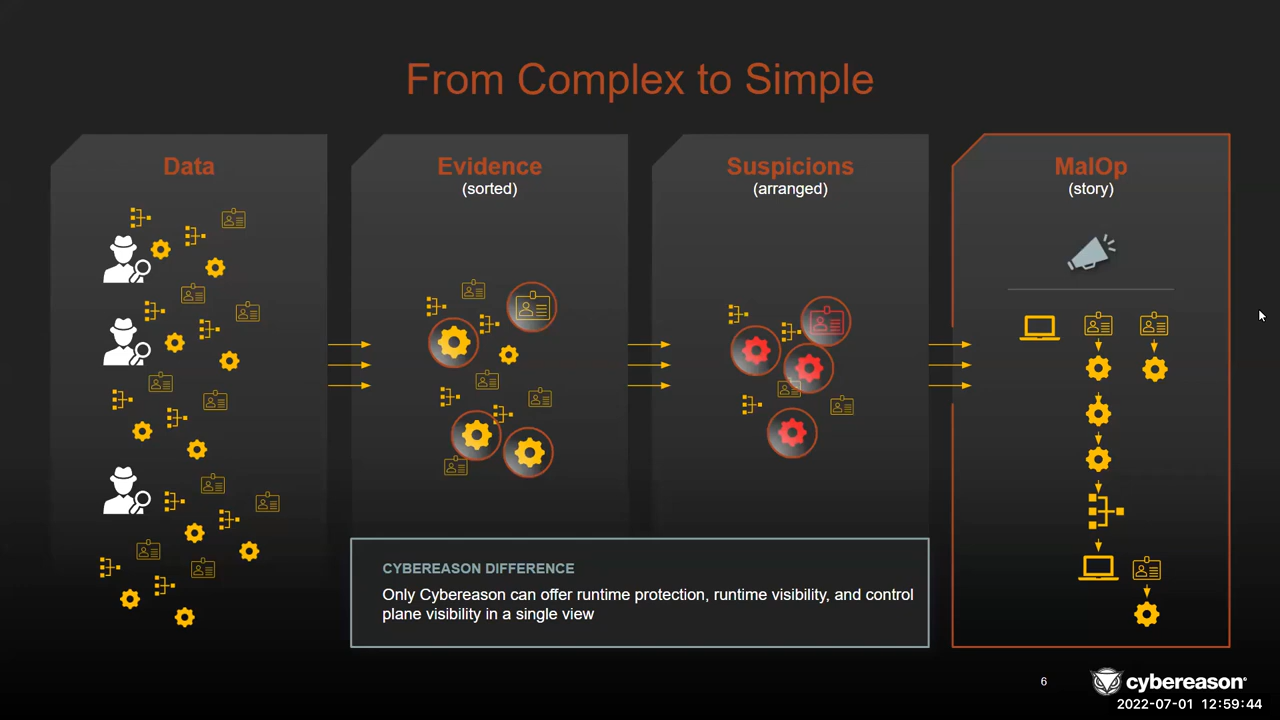 From Complex to Simple
Data
Evidence
(sorted)
Suspicions
(arranged)
MalOp
(story)
CYBEREASON DIFFERENCE
Only Cybereason can offer runtime protection, runtime visibility, and control
plane visibility in a single view
6
cybereason®
2022-07-01 12:59:44